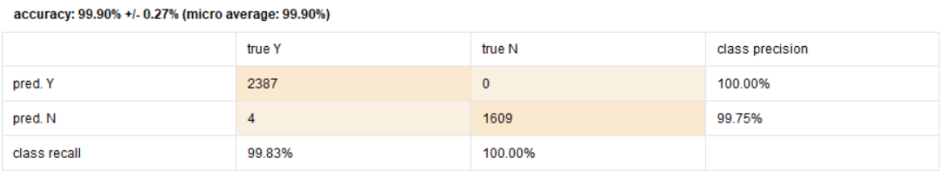 accuracy: 99.90% +/- 0.27% (micro average: 99.90%)
true Y true N class precision
pred. Y 2387 0 100.00%
pred. N 4 1609 99.75%
class recall 99.83% 100.00%